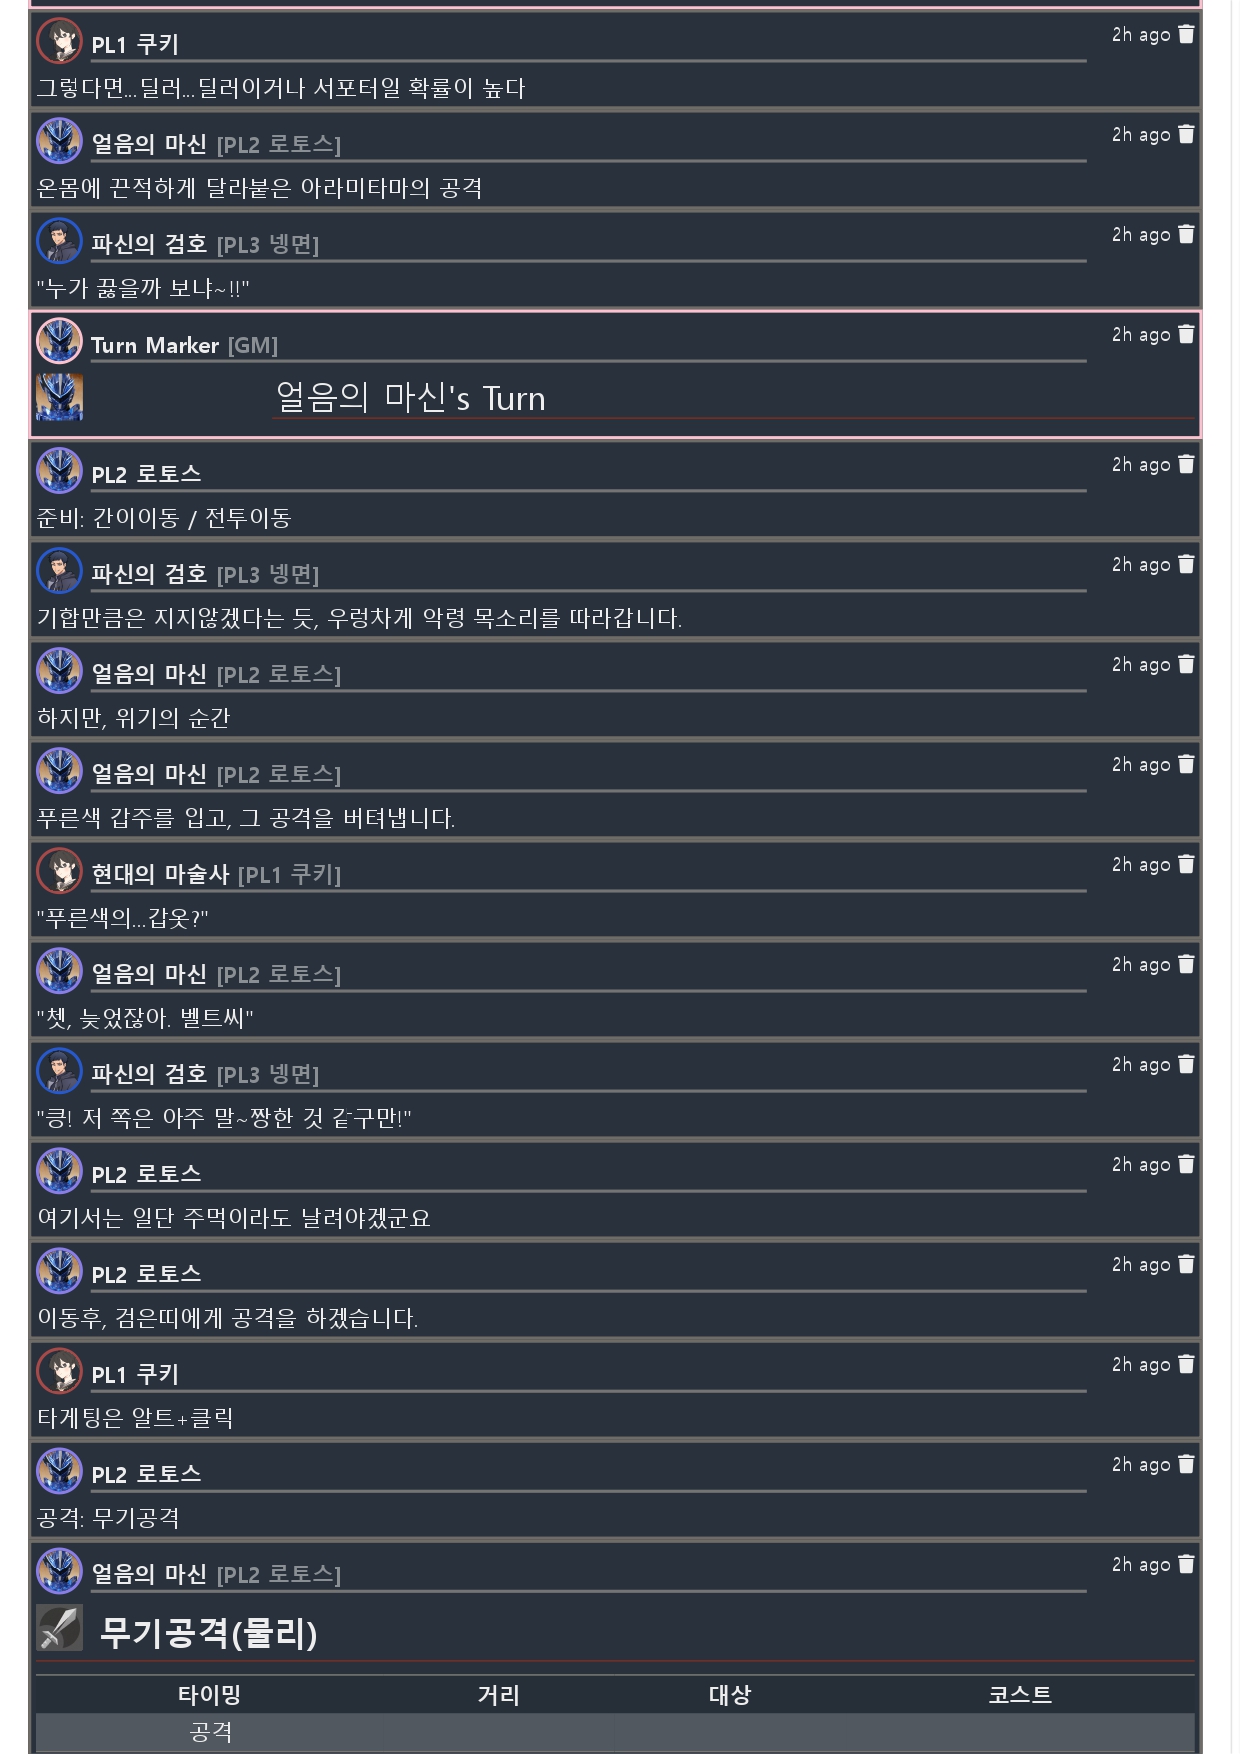 PL1 쿠키
2h ago
그렇다면...딜러...딜러이거나 서포터일 확률이 높다
얼음의 마신 [PL2 로토스]
2h ago
온몸에 끈적하게 달라붙은 아라미타마의 공격
파신의 검호 [PL3 넹면]
2h ago
"누가 꿇을까 보냐~!!"
Turn Marker [GM]
2h ago
얼음의 마신's Turn
PL2 로토스
2h ago
준비: 간이이동 / 전투이동
파신의 검호 [PL3 넹면]
2h ago
기합만큼은 지지않겠다는 듯, 우렁차게 악령 목소리를 따라갑니다.
얼음의 마신 [PL2 로토스]
2h ago
하지만, 위기의 순간
얼음의 마신 [PL2 로토스]
2h ago
푸른색 갑주를 입고, 그 공격을 버텨냅니다.
현대의 마술사 [PL1 쿠키]
2h ago
"푸른색의...갑옷?"
얼음의 마신 [PL2 로토스]
2h ago
"쳇, 늦었잖아. 벨트씨"
파신의 검호 [PL3 넹면]
2h ago
"킁! 저 쪽은 아주 말~짱한 것 같구만!"
PL2 로토스
2h ago
여기서는 일단 주먹이라도 날려야겠군요
PL2 로토스
2h ago
이동후, 검은띠에게 공격을 하겠습니다.
PL1 쿠키
2h ago
타게팅은 알트+클릭
PL2 로토스
2h ago
공격: 무기공격
얼음의 마신 [PL2 로토스]
2h ago
무기공격(물리)
타이밍 거리 대상 코스트
공격